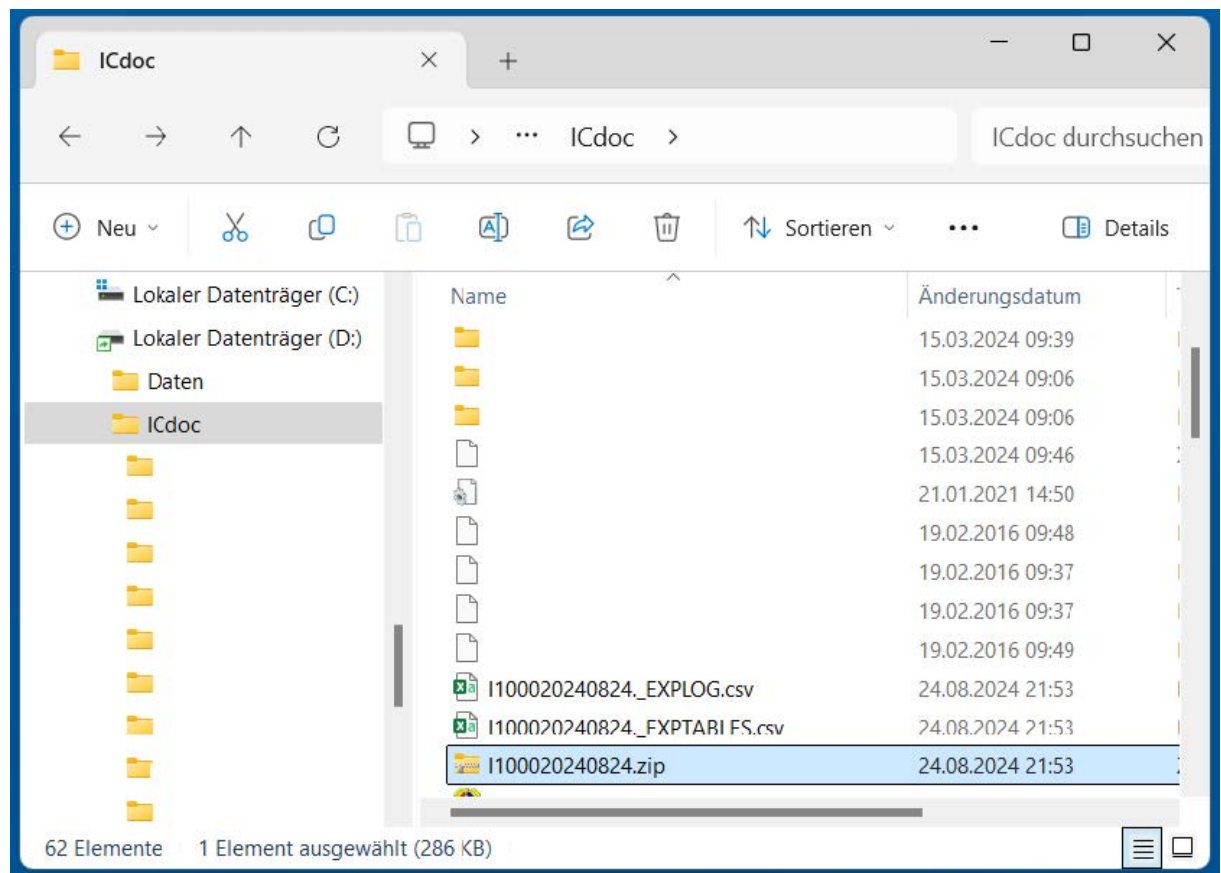 ICdoc
ICdoc
ICdoc durchsuchen
Neu
Sortieren
Details
Lokaler Datenträger (C:)
Lokaler Datenträger (D:)
Daten
ICdoc
Name Änderungsdatum
15.03.2024 09:39
15.03.2024 09:06
15.03.2024 09:06
15.03.2024 09:46
21.01.2021 14:50
19.02.2016 09:48
19.02.2016 09:37
19.02.2016 09:37
19.02.2016 09:49
I100020240824._EXPLOG.csv 24.08.2024 21:53
I100020240824._EXPTABLES.csv 24.08.2024 21:53
I100020240824.zip 24.08.2024 21:53
62 Elemente 1 Element ausgewählt (286 KB)